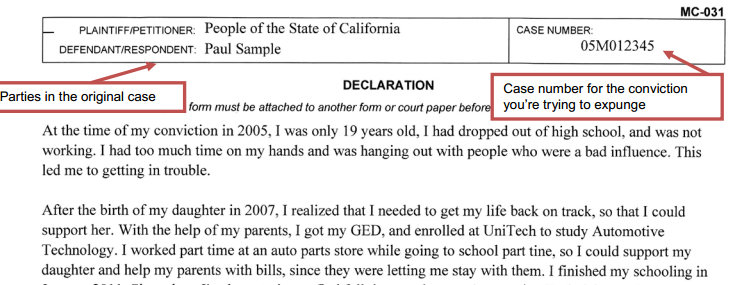 MC-031
PLAINTIFF/PETITIONER: People of the State of California
CASE NUMBER:
DEFENDANT/RESPONDENT: Paul Sample
05M012345
Parties in the original case
DECLARATION
Case number for the conviction
you're trying to expunge
form must be attached to another form or court paper before
At the time of my conviction in 2005, I was only 19 years old, I had dropped out of high school, and was not
working. I had too much time on my hands and was hanging out with people who were a bad influence. This
led me to getting in trouble.
After the birth of my daughter in 2007, I realized that I needed to get my life back on track, so that I could
support her. With the help of my parents, I got my GED, and enrolled at UniTech to study Automotive
Technology. I worked part time at an auto parts store while going to school part tine, so I could support my
daughter and help my parents with bills, since they were letting me stay with them. I finished my schooling in